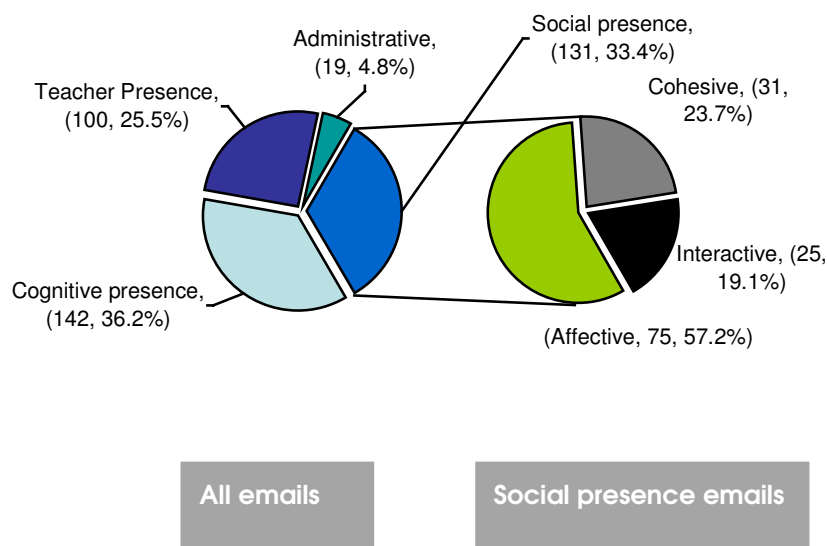 Administrative,
(19, 4.8%)
Social presence,
(131, 33.4%)
Teacher Presence,
(100, 25.5%)
Cohesive, (31,
23.7%)
Interactive, (25,
19.1%)
Cognitive presence,
(142, 36.2%)
(Affective, 75, 57.2%)
All emails
Social presence emails